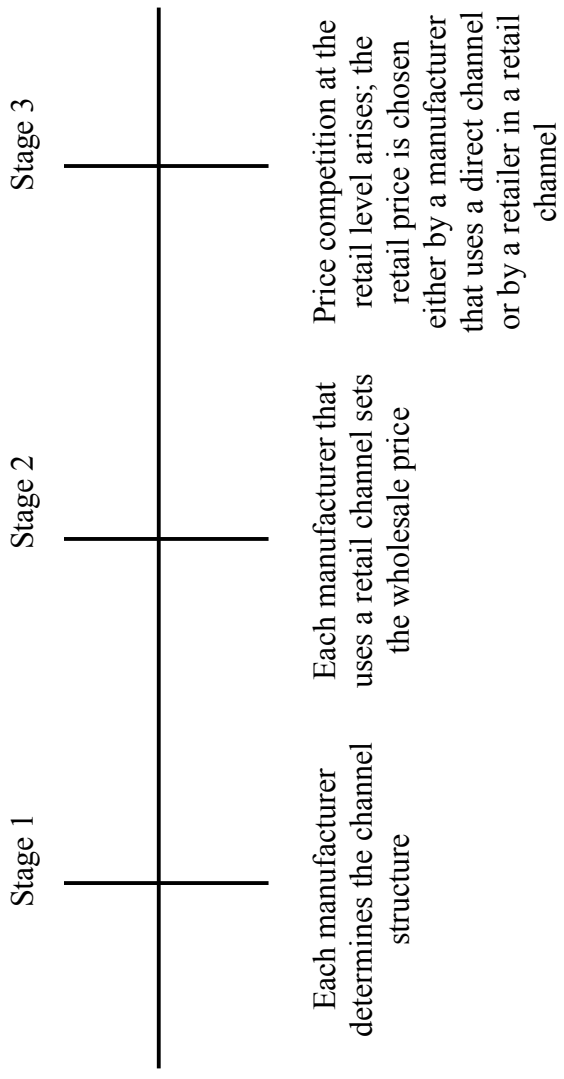 Stage 1
Each manufacturer
determines the channel
structure
Stage 2
Each manufacturer that
uses a retail channel sets
the wholesale price
Stage 3
Price competition at the
retail level arises; the
retail price is chosen
either by a manufacturer
that uses a direct channel
or by a retailer in a retail
channel